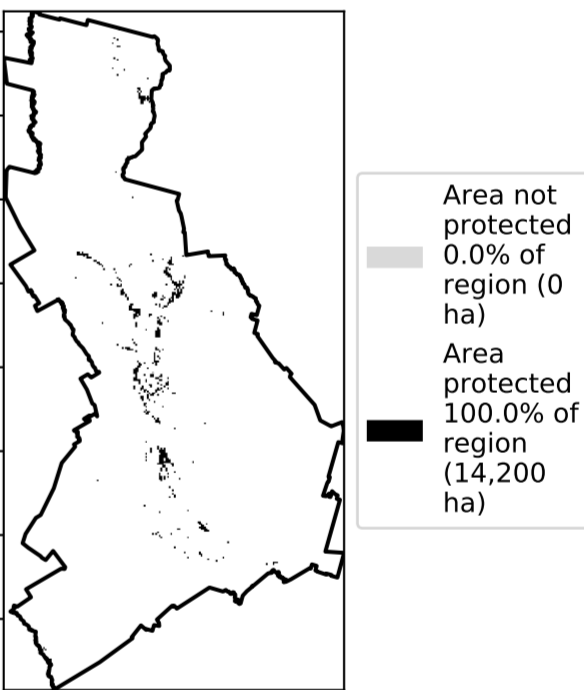 Area not
protected
0.0% of
region (0
ha)
Area
protected
100.0% of
region
(14,200
ha)